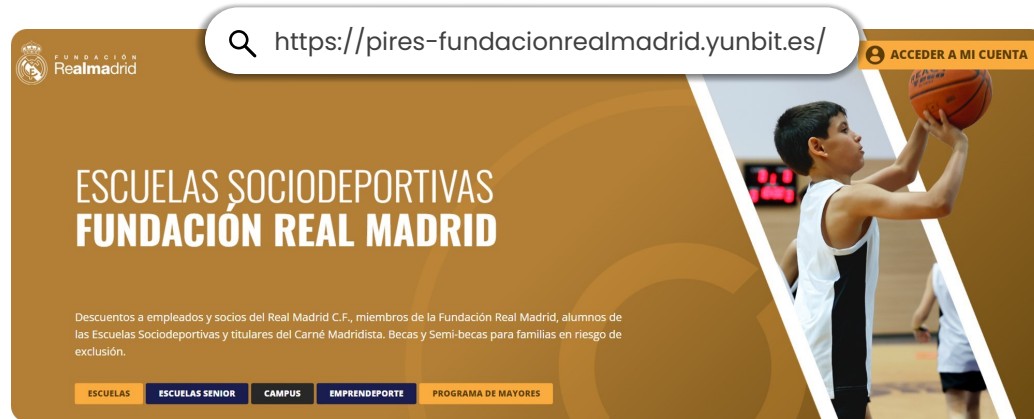 https://pires-fundacionrealmadrid.yunbit.es/
FUNDACIÓN
Realmadrid
ACCEDER A MI CUENTA
ESCUELAS SOCIODEPORTIVAS
FUNDACIÓN REAL MADRID
Descuentos a empleados y socios del Real Madrid C.F., miembros de la Fundación Real Madrid, alumnos de
las Escuelas Sociodeportivas y titulares del Carné Madridista. Becas y Semi-becas para familias en riesgo de
exclusión.
ESCUELAS
ESCUELAS SENIOR
CAMPUS
EMPRENDEPORTE
PROGRAMA DE MAYORES